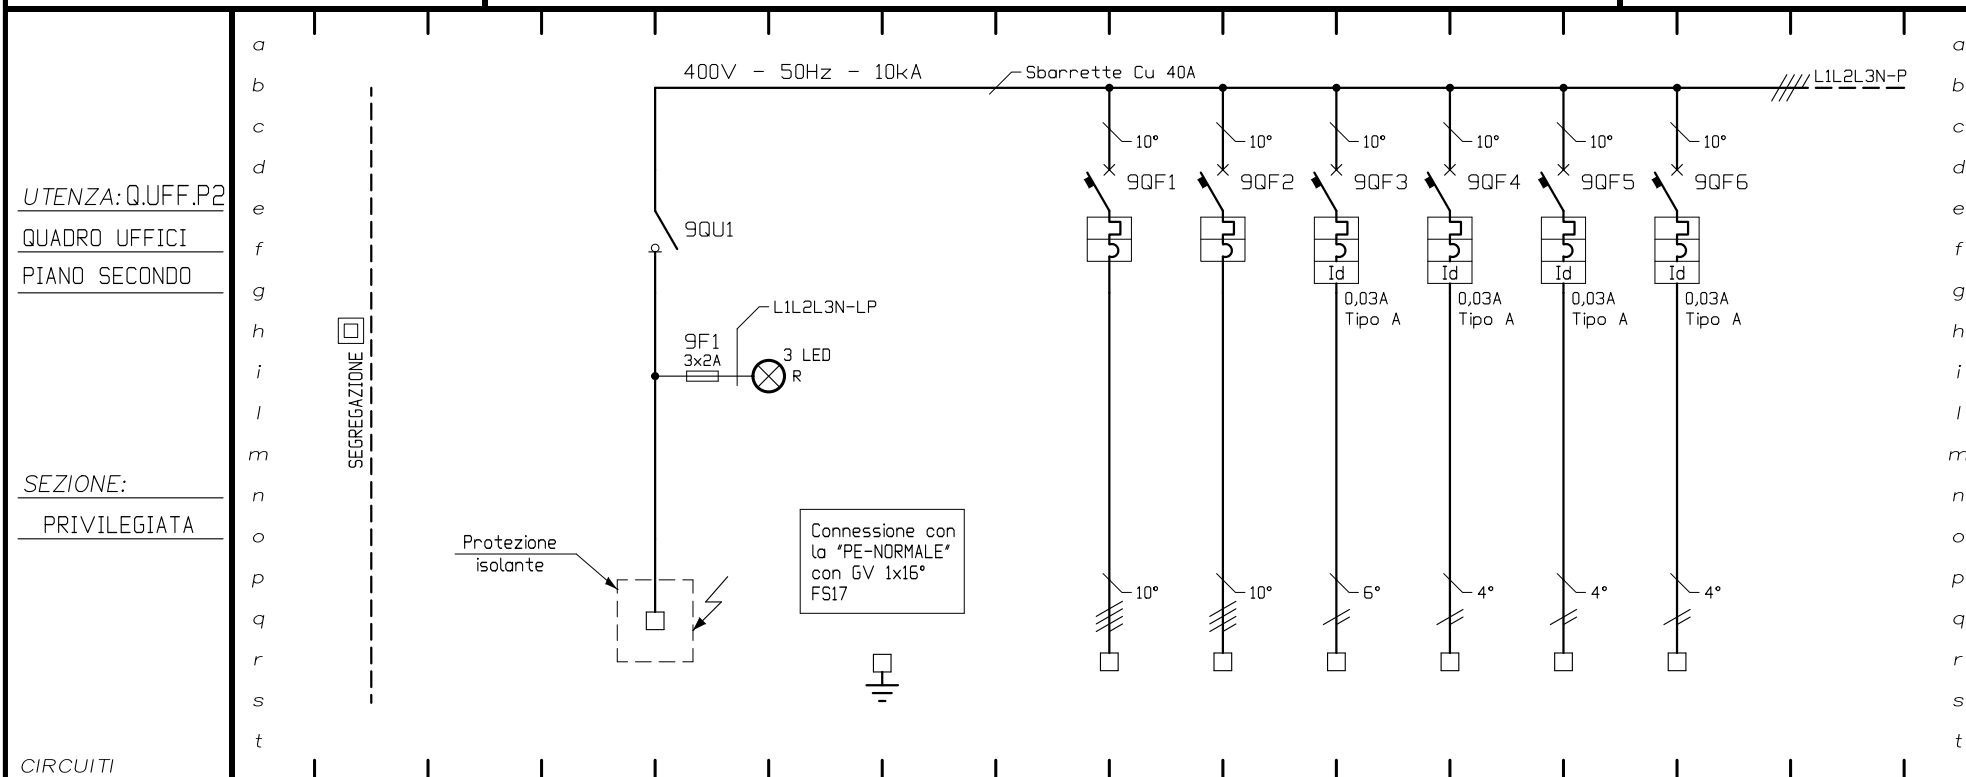 UTENZA: Q.UFF.P2
QUADRO UFFICI
PIANO SECONDO
SEZIONE:
PRIVILEGIATA
CIRCUITI
a
b
c
d
e
f
g
h
i
l
m
n
o
p
q
r
s
t
SEGREGAZIONE
400V - 50Hz - 10kA
Sbarrette Cu 40A
L1L2L3N-P
10°
10°
10°
10°
10°
10°
9QU1
9QF1
9QF2
9QF3
9QF4
9QF5
9QF6
Id
Id
Id
Id
0,03A
Tipo A
0,03A
Tipo A
0,03A
Tipo A
0,03A
Tipo A
L1L2L3N-LP
9F1
3x2A
3 LED
R
Protezione
isolante
Connessione con
la "PE-NORMALE"
con GV 1x16°
FS17
10°
10°
6°
4°
4°
4°
a
b
c
d
e
f
g
h
i
l
m
n
o
p
q
r
s
t